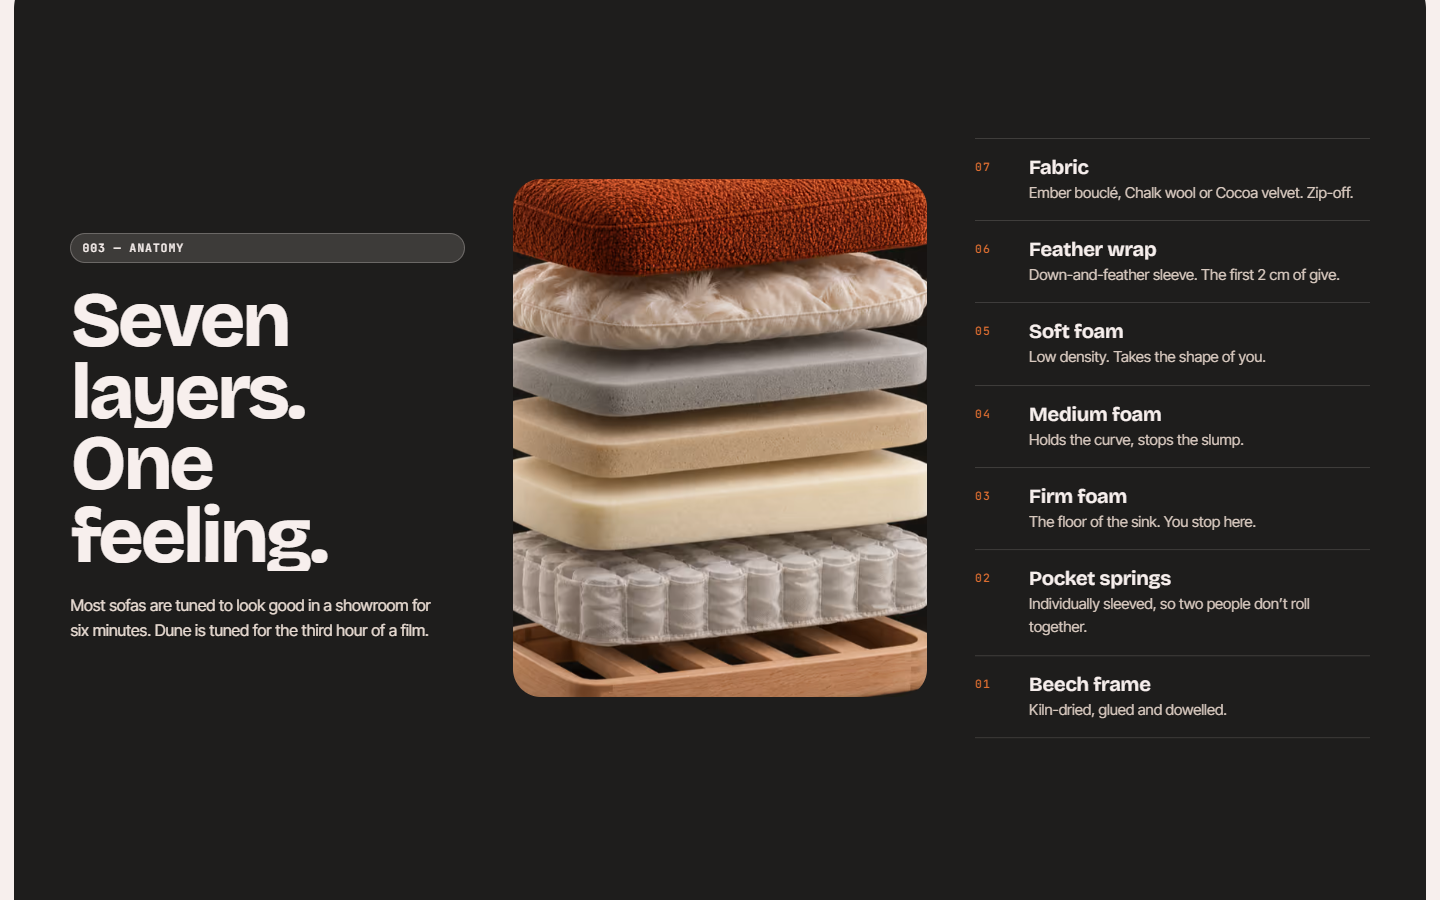 003 — ANATOMY
Seven
layers.
One
feeling.
Most sofas are tuned to look good in a showroom for
six minutes. Dune is tuned for the third hour of a film.
07
Fabric
Ember bouclé, Chalk wool or Cocoa velvet. Zip-off.
06
Feather wrap
Down-and-feather sleeve. The first 2 cm of give.
05
Soft foam
Low density. Takes the shape of you.
04
Medium foam
Holds the curve, stops the slump.
03
Firm foam
The floor of the sink. You stop here.
02
Pocket springs
Individually sleeved, so two people don’t roll
together.
01
Beech frame
Kiln-dried, glued and dowelled.